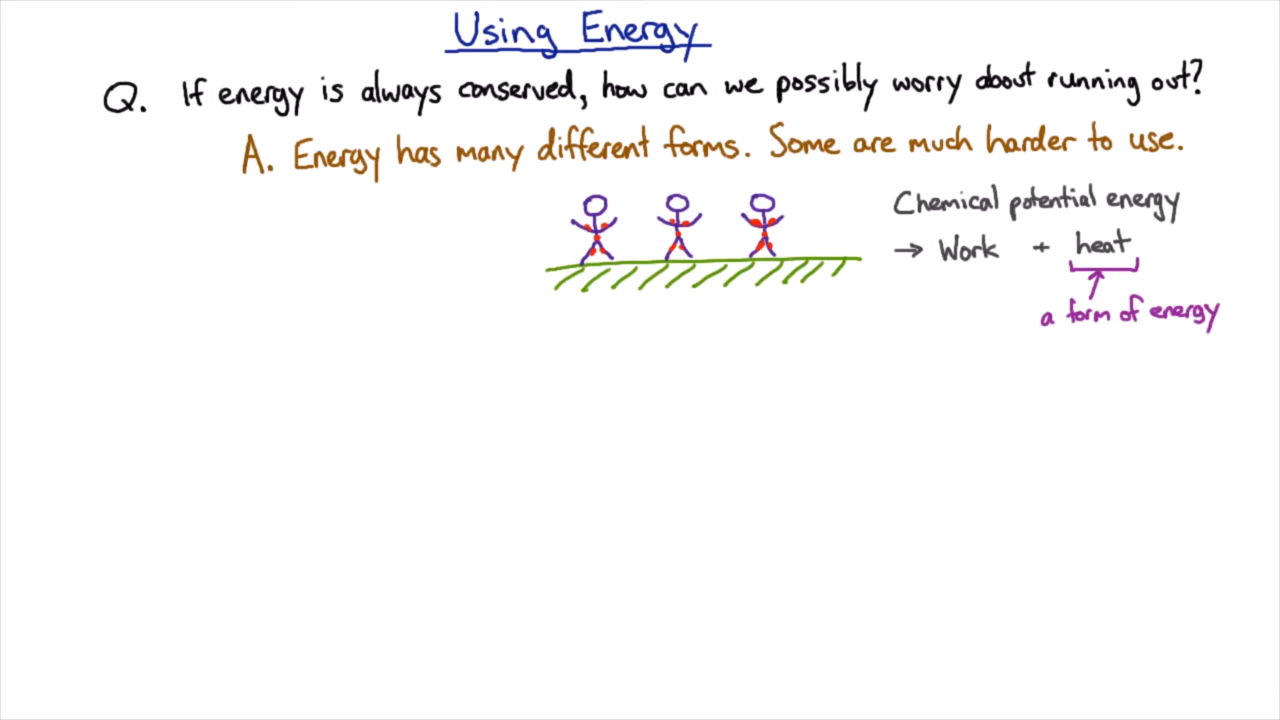 Using Energy
Q. If energy is always conserved, how can we possibly worry about running out?
A. Energy has many different forms. Some are much harder to use.
Chemical potential energy
→ Work + heat
a form of energy